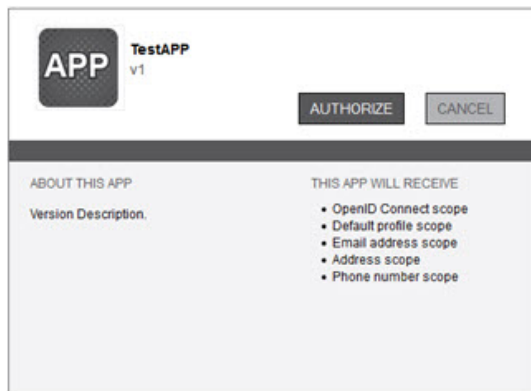 APP
TestAPP
v1
AUTHORIZE
CANCEL
ABOUT THIS APP
Version Description.
THIS APP WILL RECEIVE
• OpenID Connect scope
• Default profile scope
• Email address scope
• Address scope
• Phone number scope